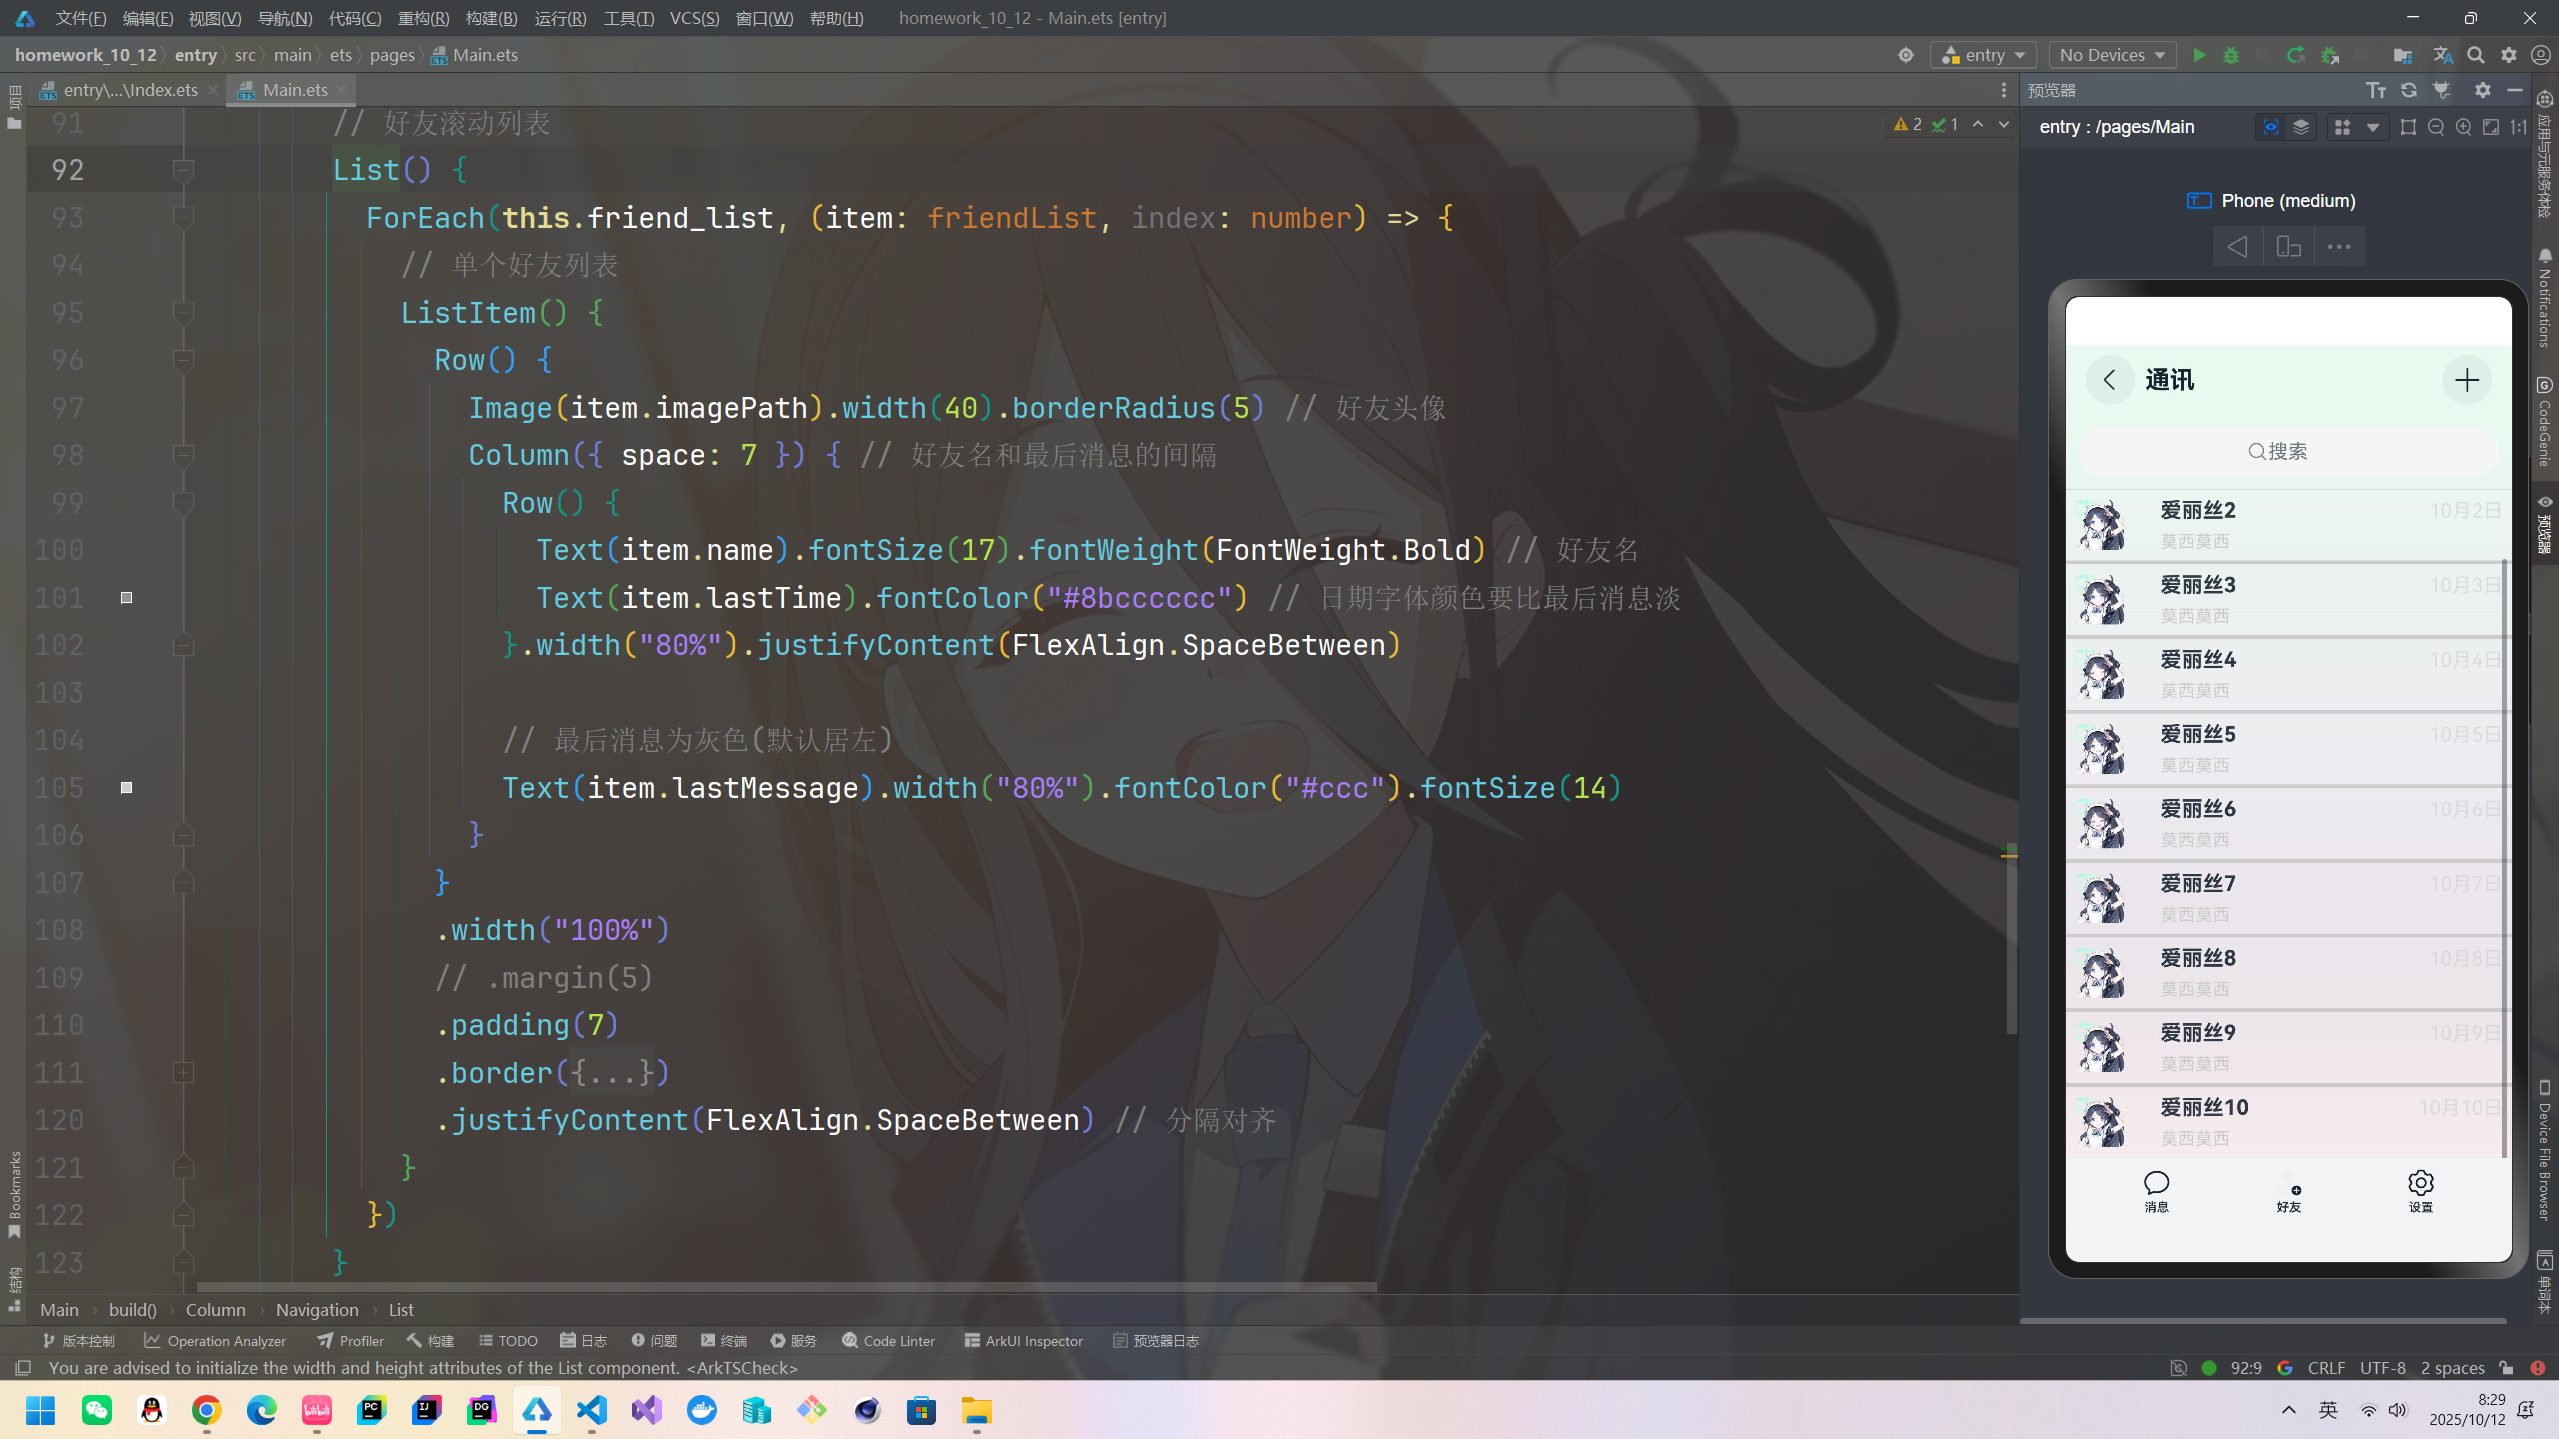 文件(F) 编辑(E) 视图(V) 导航(N) 代码(C) 重构(R) 构建(B) 运行(R) 工具(T) VCS(S) 窗口(W) 帮助(H) homework_10_12 - Main.ets [entry]
homework_10_12 entry src main ets pages Main.ets
entry No Devices
项目
entry\...\Index.ets Main.ets
2 1
91 // 好友滚动列表
92 List() {
93 ForEach(this.friend_list, (item: friendList, index: number) => {
94 // 单个好友列表
95 ListItem() {
96 Row() {
97 Image(item.imagePath).width(40).borderRadius(5) // 好友头像
98 Column({ space: 7 }) { // 好友名和最后消息的间隔
99 Row() {
100 Text(item.name).fontSize(17).fontWeight(FontWeight.Bold) // 好友名
101 Text(item.lastTime).fontColor("#8bcccccc") // 日期字体颜色要比最后消息淡
102 }.width("80%").justifyContent(FlexAlign.SpaceBetween)
103
104 // 最后消息为灰色(默认居左)
105 Text(item.lastMessage).width("80%").fontColor("#ccc").fontSize(14)
106 }
107 }
108 .width("100%")
109 // .margin(5)
110 .padding(7)
111 .border({...})
120 .justifyContent(FlexAlign.SpaceBetween) // 分隔对齐
121 }
122 })
123 }
Bookmarks
结构
预览器
entry : /pages/Main
1:1
Phone (medium)
通讯
搜索
爱丽丝2 10月2日
莫西莫西
爱丽丝3 10月3日
莫西莫西
爱丽丝4 10月4日
莫西莫西
爱丽丝5 10月5日
莫西莫西
爱丽丝6 10月6日
莫西莫西
爱丽丝7 10月7日
莫西莫西
爱丽丝8 10月8日
莫西莫西
爱丽丝9 10月9日
莫西莫西
爱丽丝10 10月10日
莫西莫西
消息 好友 设置
应用与元服务体检
Notifications
CodeGenie
预览器
Device File Browser
单词本
Main build() Column Navigation List
版本控制 Operation Analyzer Profiler 构建 TODO 日志 问题 终端 服务 Code Linter ArkUI Inspector 预览器日志
You are advised to initialize the width and height attributes of the List component. <ArkTSCheck>
92:9 CRLF UTF-8 2 spaces
英
8:29
2025/10/12